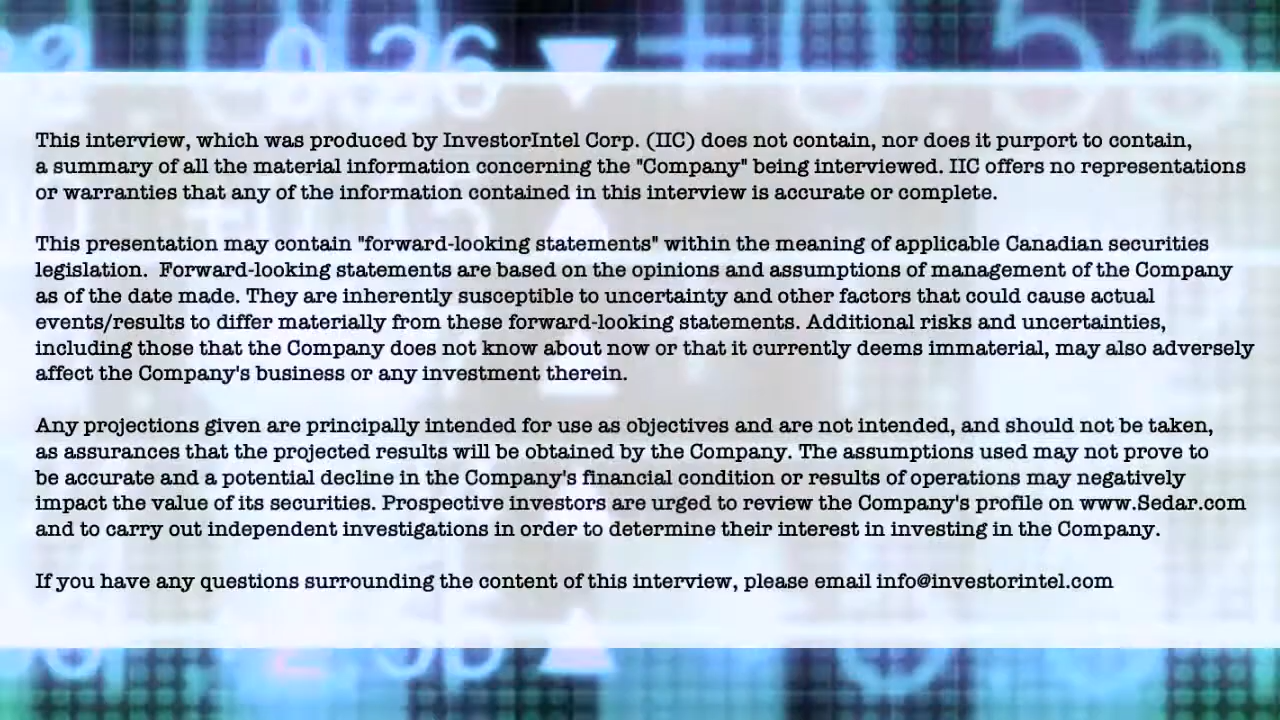 92 0.26 ▼ +0.55
This interview, which was produced by InvestorIntel Corp. (IIC) does not contain, nor does it purport to contain,
a summary of all the material information concerning the "Company" being interviewed. IIC offers no representations
or warranties that any of the information contained in this interview is accurate or complete.
This presentation may contain "forward-looking statements" within the meaning of applicable Canadian securities
legislation.  Forward-looking statements are based on the opinions and assumptions of management of the Company
as of the date made. They are inherently susceptible to uncertainty and other factors that could cause actual
events/results to differ materially from these forward-looking statements. Additional risks and uncertainties,
including those that the Company does not know about now or that it currently deems immaterial, may also adversely
affect the Company's business or any investment therein.
Any projections given are principally intended for use as objectives and are not intended, and should not be taken,
as assurances that the projected results will be obtained by the Company. The assumptions used may not prove to
be accurate and a potential decline in the Company's financial condition or results of operations may negatively
impact the value of its securities. Prospective investors are urged to review the Company's profile on www.Sedar.com
and to carry out independent investigations in order to determine their interest in investing in the Company.
If you have any questions surrounding the content of this interview, please email info@investorintel.com